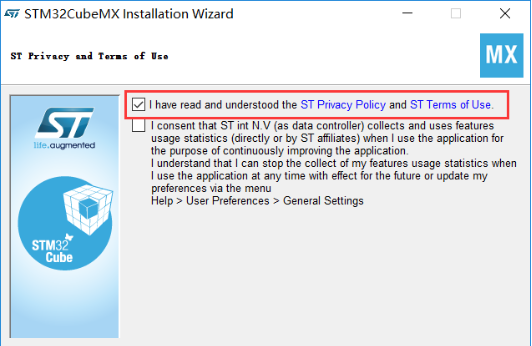 STM32CubeMX Installation Wizard
ST Privacy and Terms of Use
MX
I have read and understood the ST Privacy Policy and ST Terms of Use.
ST
life.augmented
STM32
Cube
I consent that ST int N.V (as data controller) collects and uses features
usage statistics (directly or by ST affiliates) when I use the application for
the purpose of continuously improving the application.
I understand that I can stop the collect of my features usage statistics when
I use the application at any time with effect for the future or update my
preferences via the menu
Help > User Preferences > General Settings